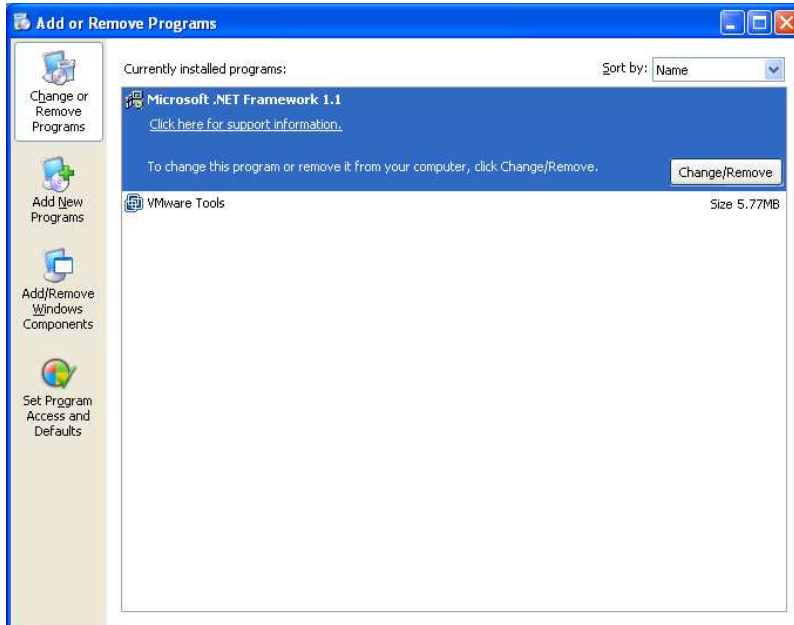 Add or Remove Programs
Change or
Remove
Programs
Add New
Programs
Add/Remove
Windows
Components
Set Program
Access and
Defaults
Currently installed programs:
Sort by: Name
Microsoft .NET Framework 1.1
Click here for support information.
To change this program or remove it from your computer, click Change/Remove.
Change/Remove
VMware Tools
Size 5.77MB